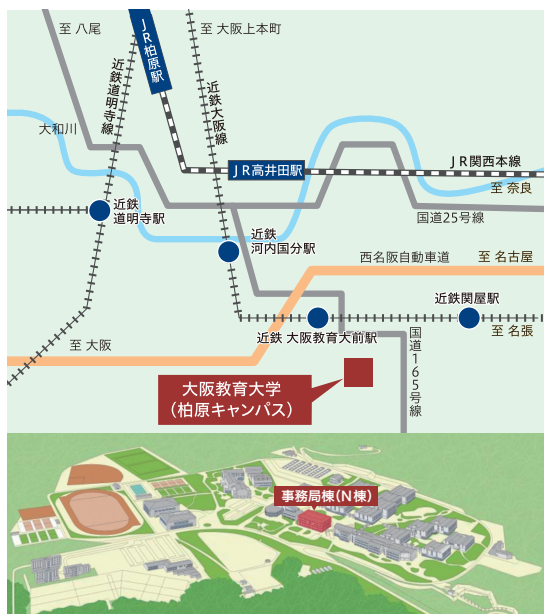 至 八尾
JR柏原駅
至 大阪上本町
近鉄道明寺線
近鉄大阪線
大和川
JR関西本線
JR高井田駅
至 奈良
近鉄
道明寺駅
国道25号線
近鉄
河内国分駅
西名阪自動車道
至 名古屋
近鉄関屋駅
至 名張
近鉄 大阪教育大前駅
至 大阪
国道165号線
大阪教育大学
(柏原キャンパス)
事務局棟(N棟)